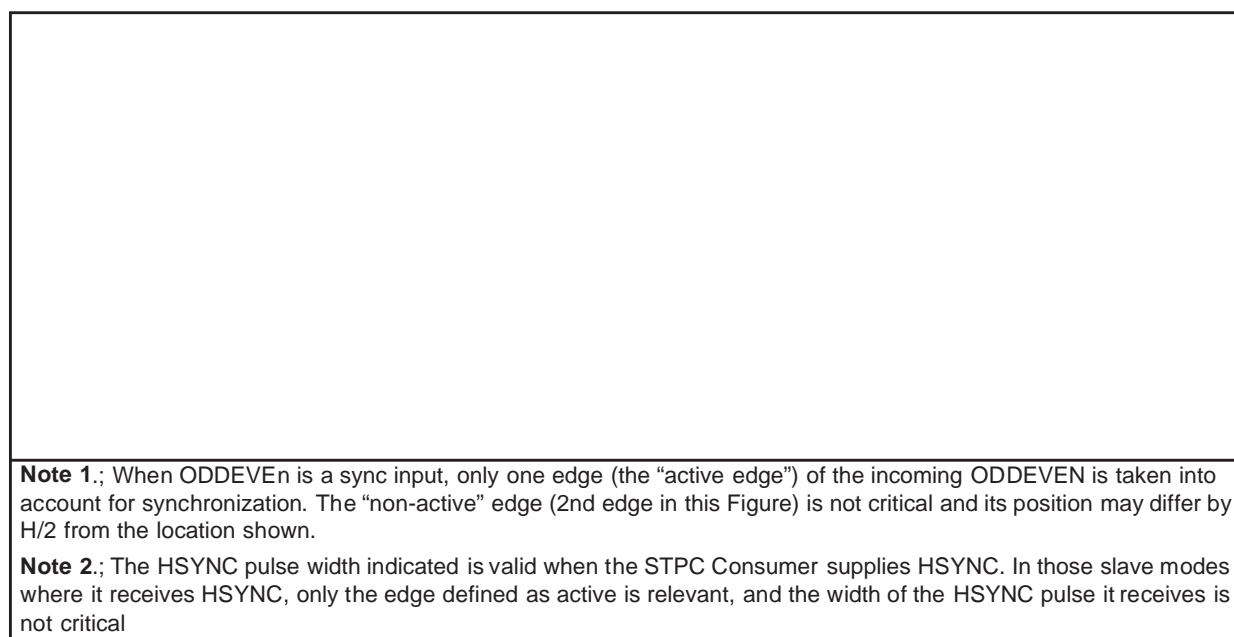 Note 1.; When ODDEVEn is a sync input, only one edge (the “active edge”) of the incoming ODDEVEN is taken into
account for synchronization. The “non-active” edge (2nd edge in this Figure) is not critical and its position may differ by
H/2 from the location shown.
Note 2.; The HSYNC pulse width indicated is valid when the STPC Consumer supplies HSYNC. In those slave modes
where it receives HSYNC, only the edge defined as active is relevant, and the width of the HSYNC pulse it receives is
not critical